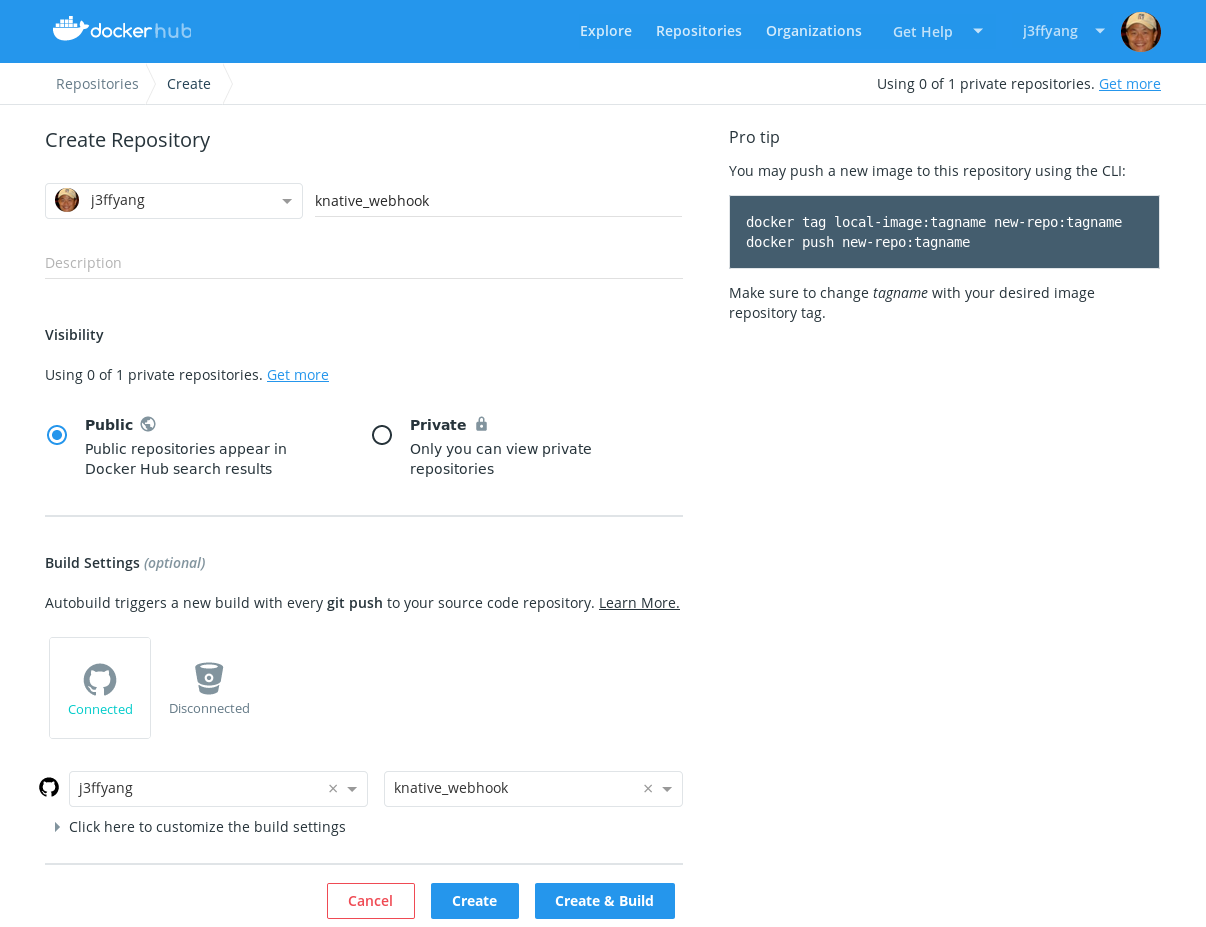 docker hub
Explore Repositories Organizations Get Help j3ffyang
Repositories Create
Using 0 of 1 private repositories. Get more
Create Repository
j3ffyang knative_webhook
Description
Visibility
Using 0 of 1 private repositories. Get more
Public
Public repositories appear in
Docker Hub search results
Private
Only you can view private
repositories
Build Settings (optional)
Autobuild triggers a new build with every git push to your source code repository. Learn More.
Connected
Disconnected
j3ffyang × knative_webhook ×
Click here to customize the build settings
Cancel Create Create & Build
Pro tip
You may push a new image to this repository using the CLI:
docker tag local-image:tagname new-repo:tagname
docker push new-repo:tagname
Make sure to change tagname with your desired image
repository tag.